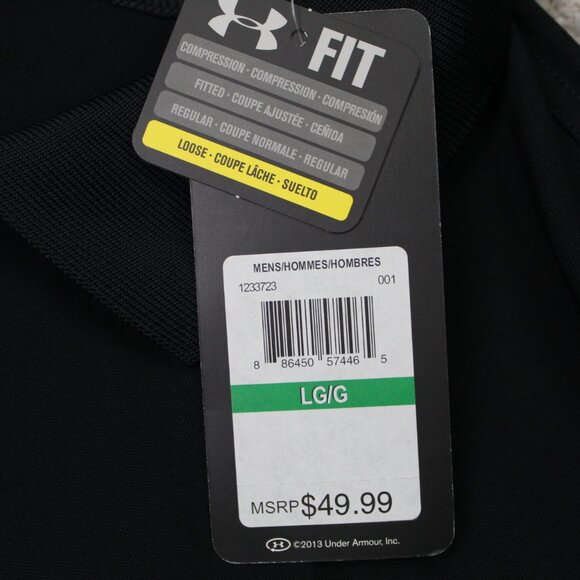 FIT
COMPRESSION · COMPRESSION · COMPRESIÓN
FITTED · COUPE AJUSTÉE · CEÑIDA
REGULAR · COUPE NORMALE · REGULAR
LOOSE · COUPE LÂCHE · SUELTO
MENS/HOMMES/HOMBRES
1233723 001
8 86450 57446 5
LG/G
MSRP $49.99
©2013 Under Armour, Inc.